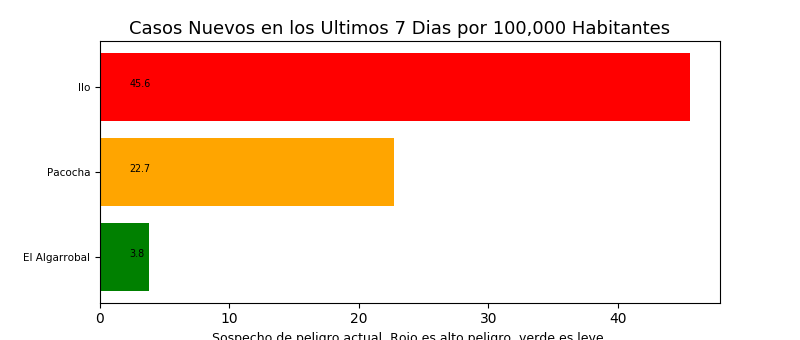 Casos Nuevos en los Ultimos 7 Dias por 100,000 Habitantes
Ilo
45.6
Pacocha
22.7
El Algarrobal
3.8
0 10 20 30 40
Sospecho de peligro actual. Rojo es alto peligro, verde es leve